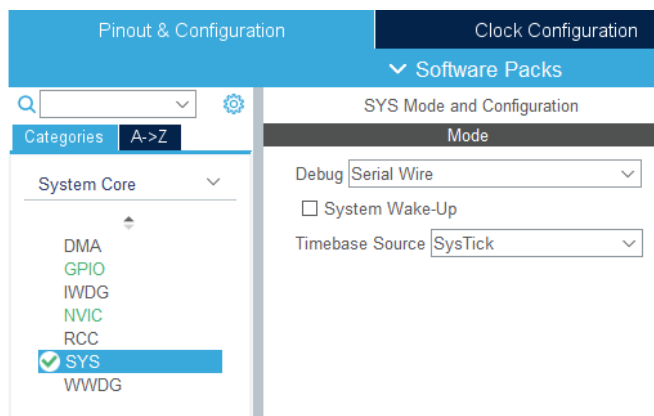 Pinout & Configuration
Clock Configuration
Software Packs
SYS Mode and Configuration
Categories
A->Z
Mode
System Core
Debug Serial Wire
System Wake-Up
Timebase Source SysTick
DMA
GPIO
IWDG
NVIC
RCC
SYS
WWDG